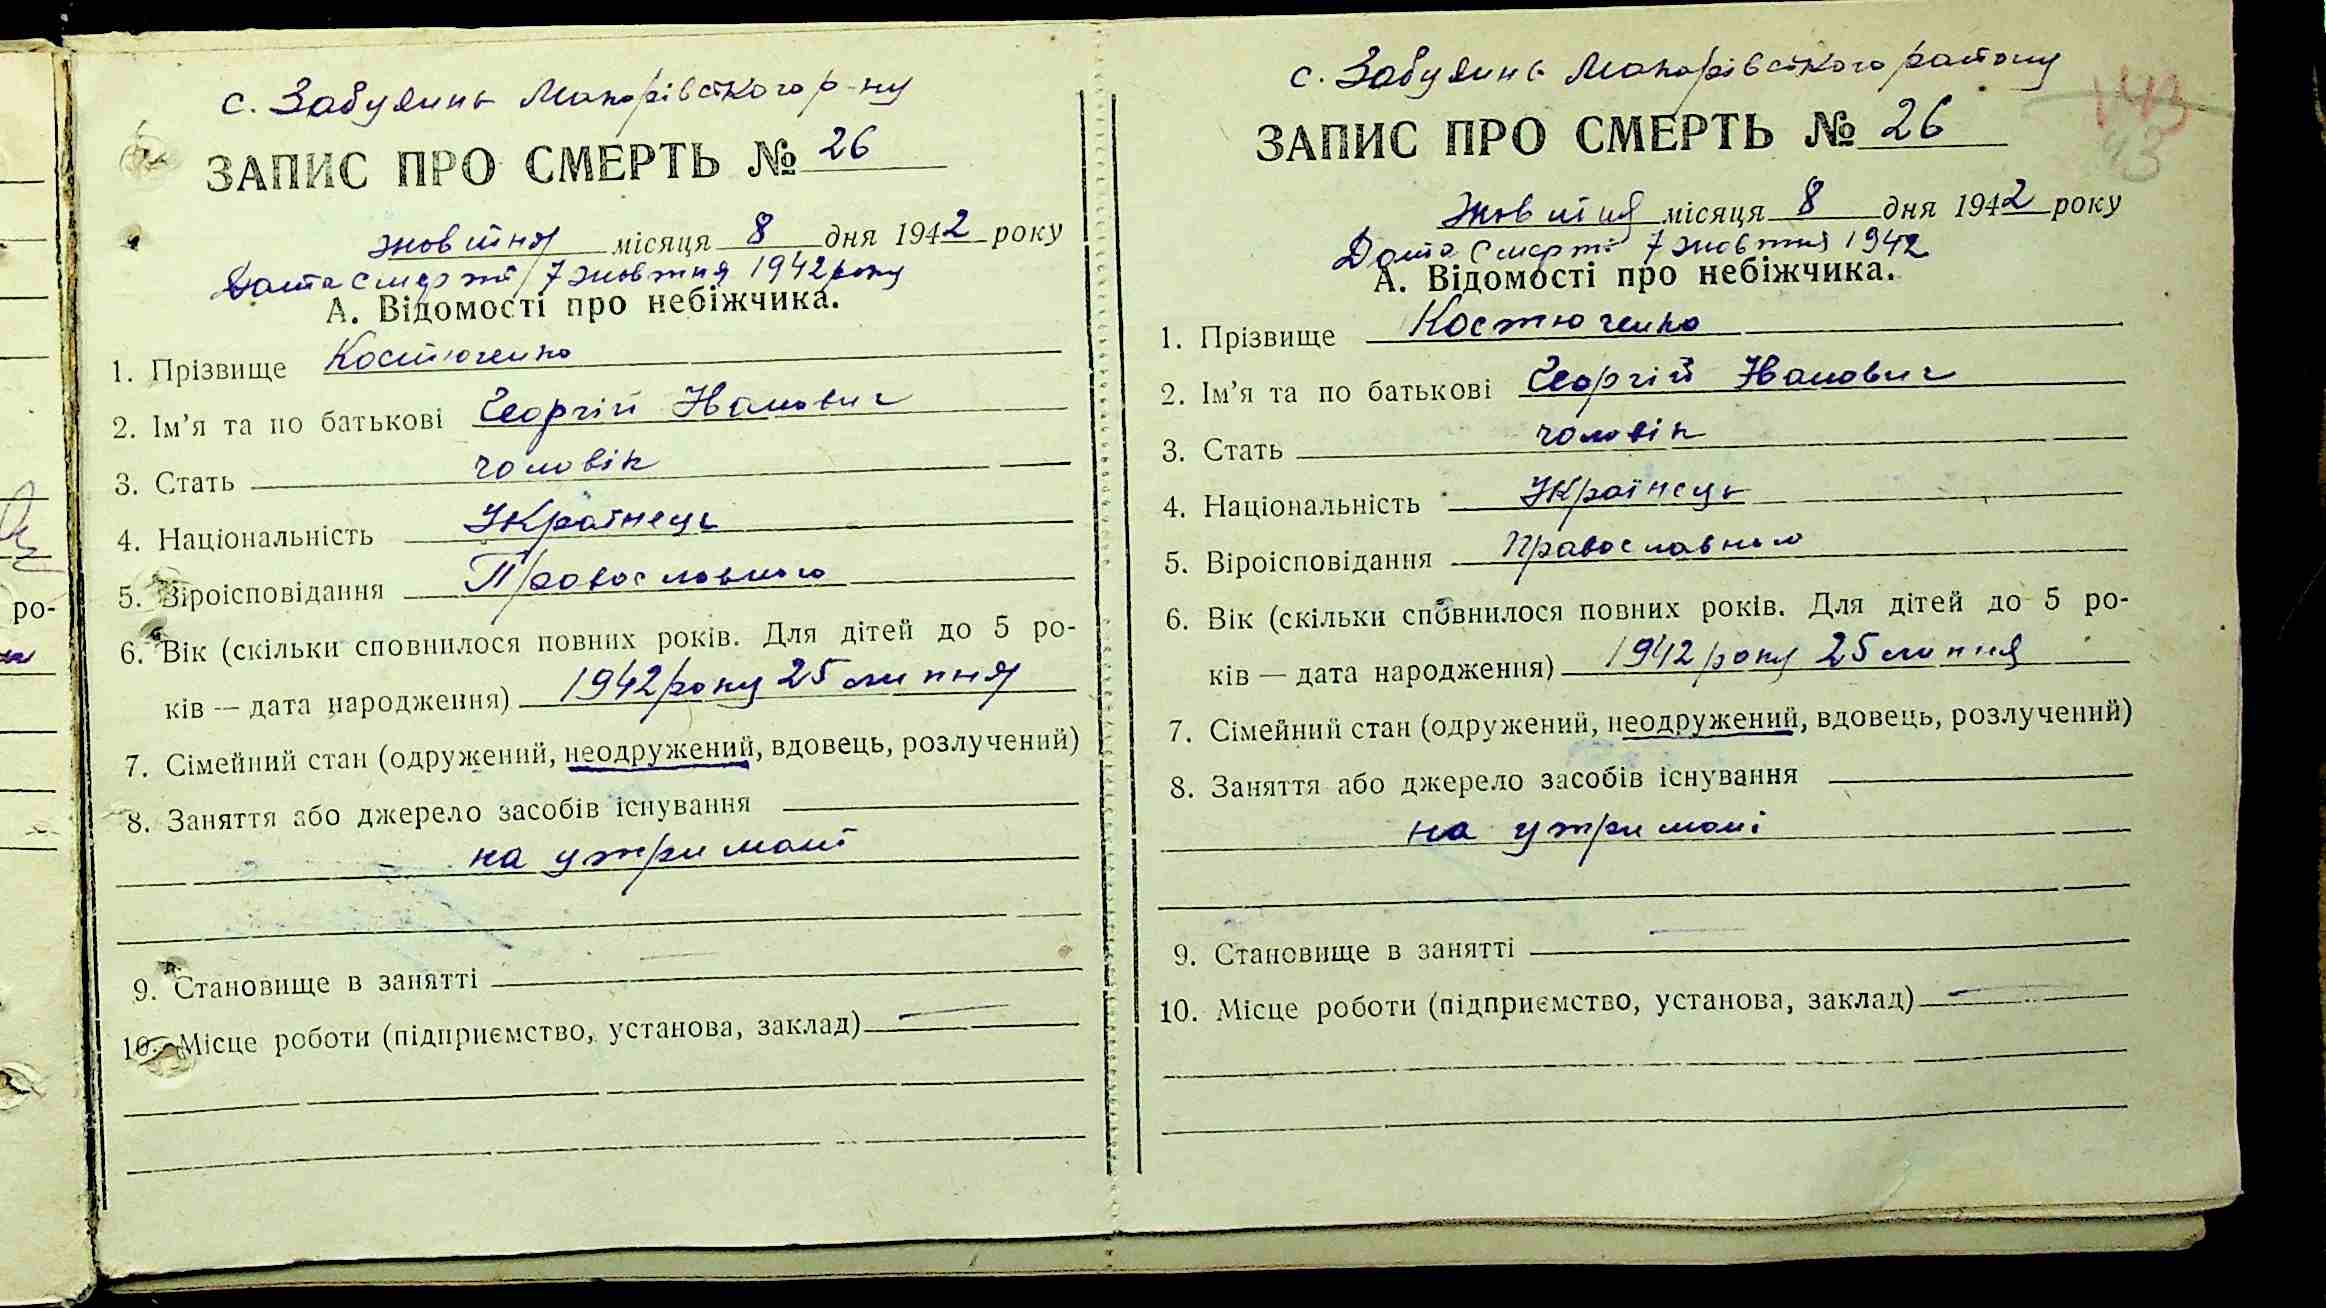 ро-
с. Забуянь Макарівського р-ну
ЗАПИС ПРО СМЕРТЬ № 26
жовтня місяця 8 дня 1942 року
Дата смерті 7 жовтня 1942 року
А. Відомості про небіжчика.
1. Прізвище Костюченко
2. Ім'я та по батькові Георгій Іванович
3. Стать чоловік
4. Національність Українець
5. Віроісповідання Православного
6. Вік (скільки сповнилося повних років. Для дітей до 5 ро-
ків — дата народження) 1942 року 25 липня
7. Сімейний стан (одружений, неодружений, вдовець, розлучений)
8. Заняття або джерело засобів існування
на утримані
9. Становище в занятті —
10. Місце роботи (підприємство, установа, заклад) —
с. Забуянь Макарівського району
143
93
ЗАПИС ПРО СМЕРТЬ № 26
жовтня місяця 8 дня 1942 року
Дата смерті 7 жовтня 1942
А. Відомості про небіжчика.
1. Прізвище Костюченко
2. Ім'я та по батькові Георгій Іванович
3. Стать чоловік
4. Національність Українець
5. Віроісповідання Православного
6. Вік (скільки сповнилося повних років. Для дітей до 5 ро-
ків — дата народження) 1942 року 25 липня
7. Сімейний стан (одружений, неодружений, вдовець, розлучений)
8. Заняття або джерело засобів існування
на утримані
9. Становище в занятті —
10. Місце роботи (підприємство, установа, заклад) —